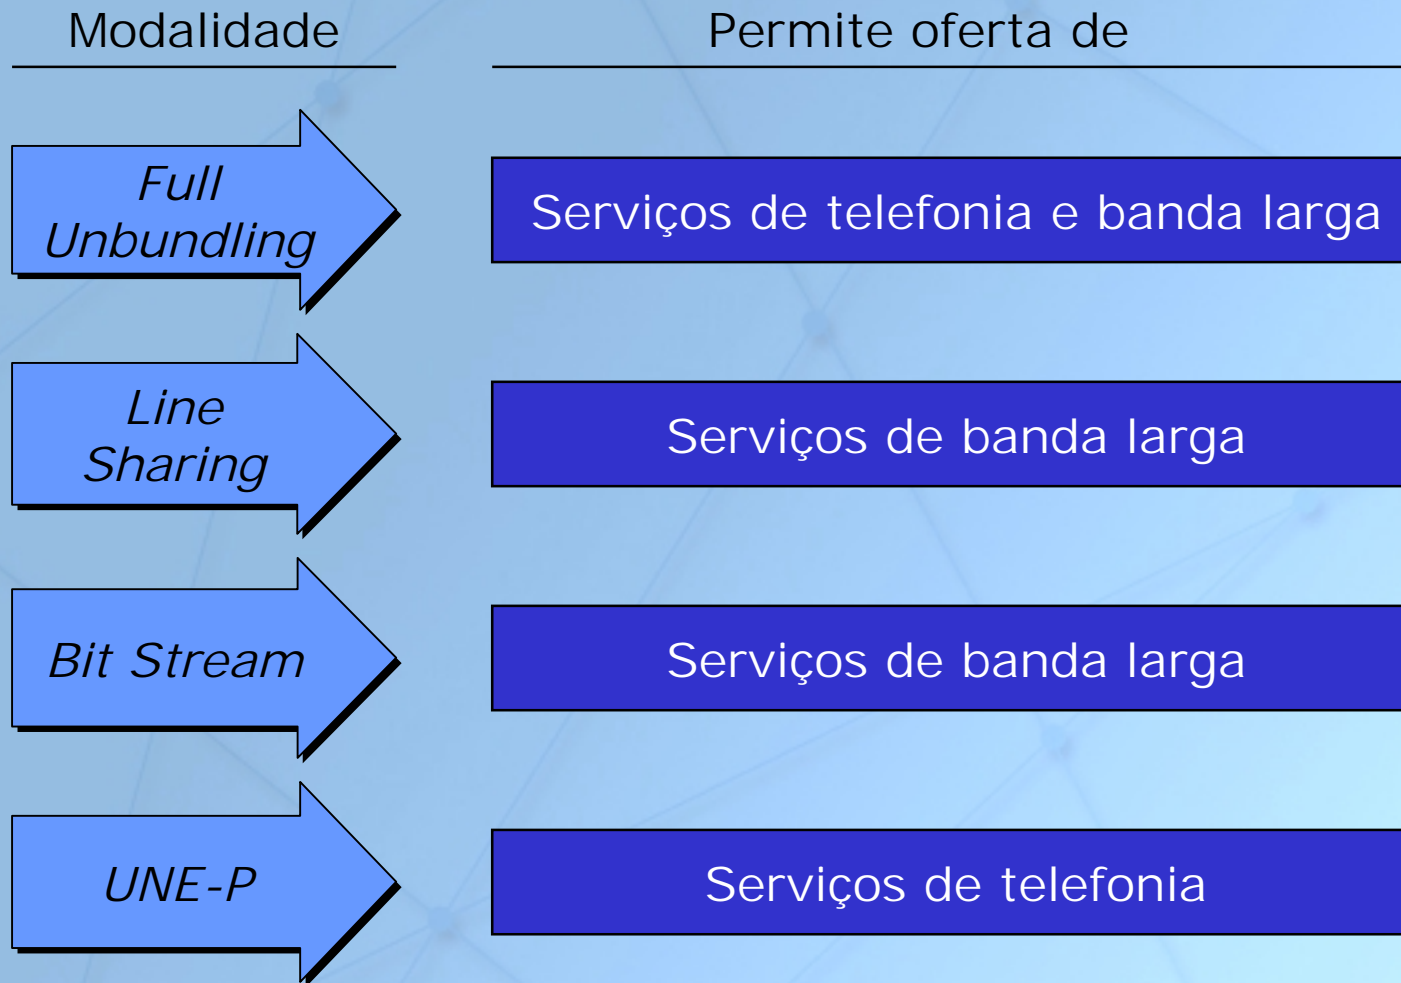 Modalidade
Permite oferta de
Full
Unbundling
Serviços de telefonia e banda larga
Line
Sharing
Serviços de banda larga
Bit Stream
Serviços de banda larga
UNE-P
Serviços de telefonia